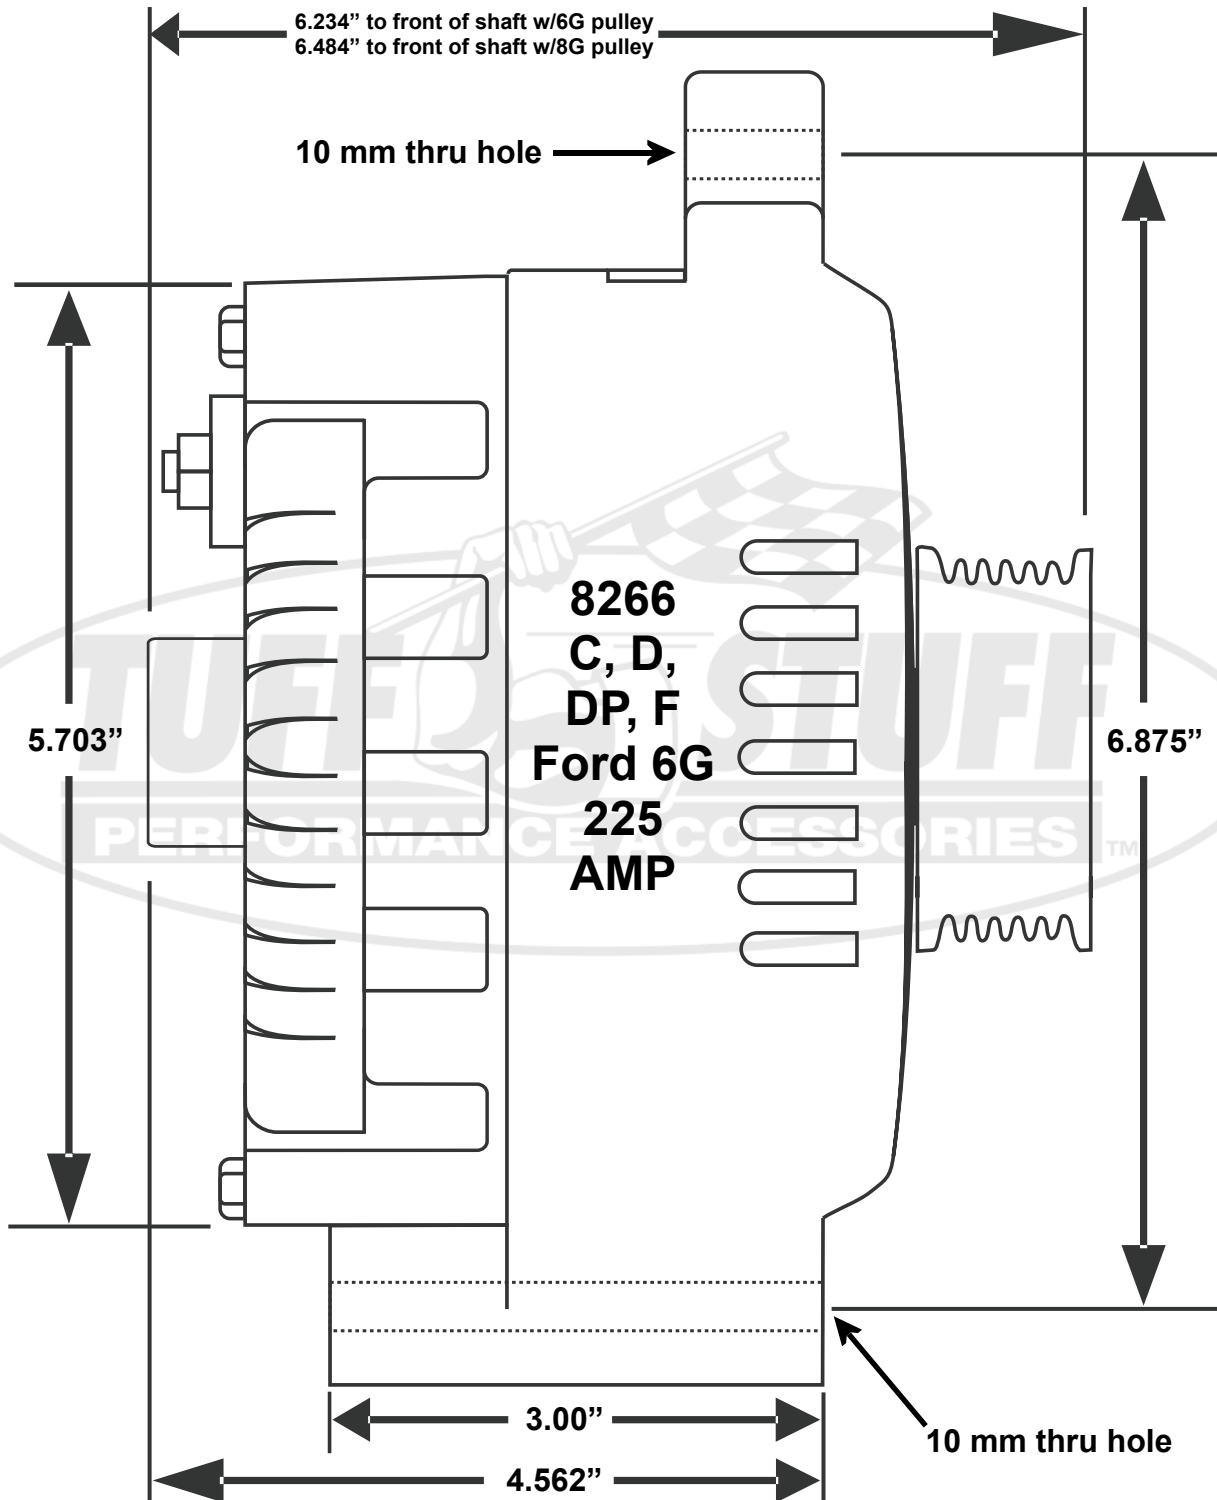 6.234” to front of shaft w/6G pulley
6.484” to front of shaft w/8G pulley
10 mm thru hole
8266
C, D,
DP, F
Ford 6G
225
AMP
5.703”
6.875”
TUFF STUFF
PERFORMANCE ACCESSORIES TM
3.00”
10 mm thru hole
4.562”